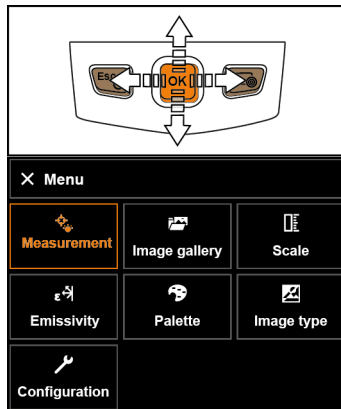 Esc
OK
× Menu
Measurement
Image gallery
Scale
ε
Emissivity
Palette
Image type
Configuration